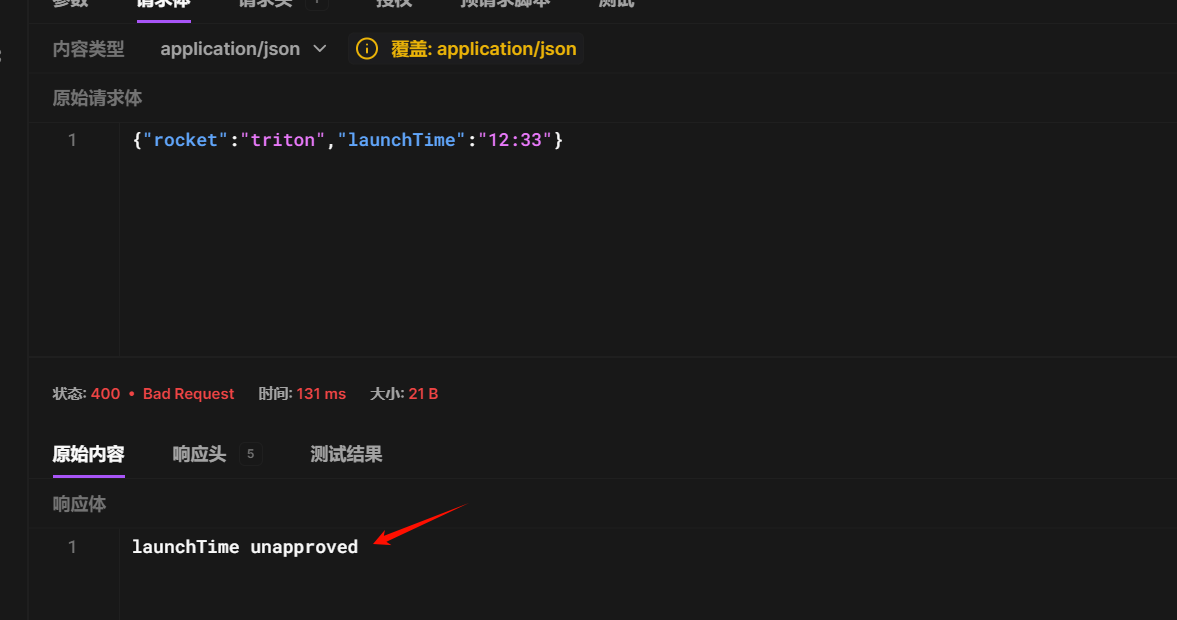 参数 请求体 请求头 1 授权 预请求脚本 测试
内容类型 application/json 覆盖: application/json
原始请求体
1 {"rocket":"triton","launchTime":"12:33"}
状态: 400 • Bad Request 时间: 131 ms 大小: 21 B
原始内容 响应头 5 测试结果
响应体
1 launchTime unapproved